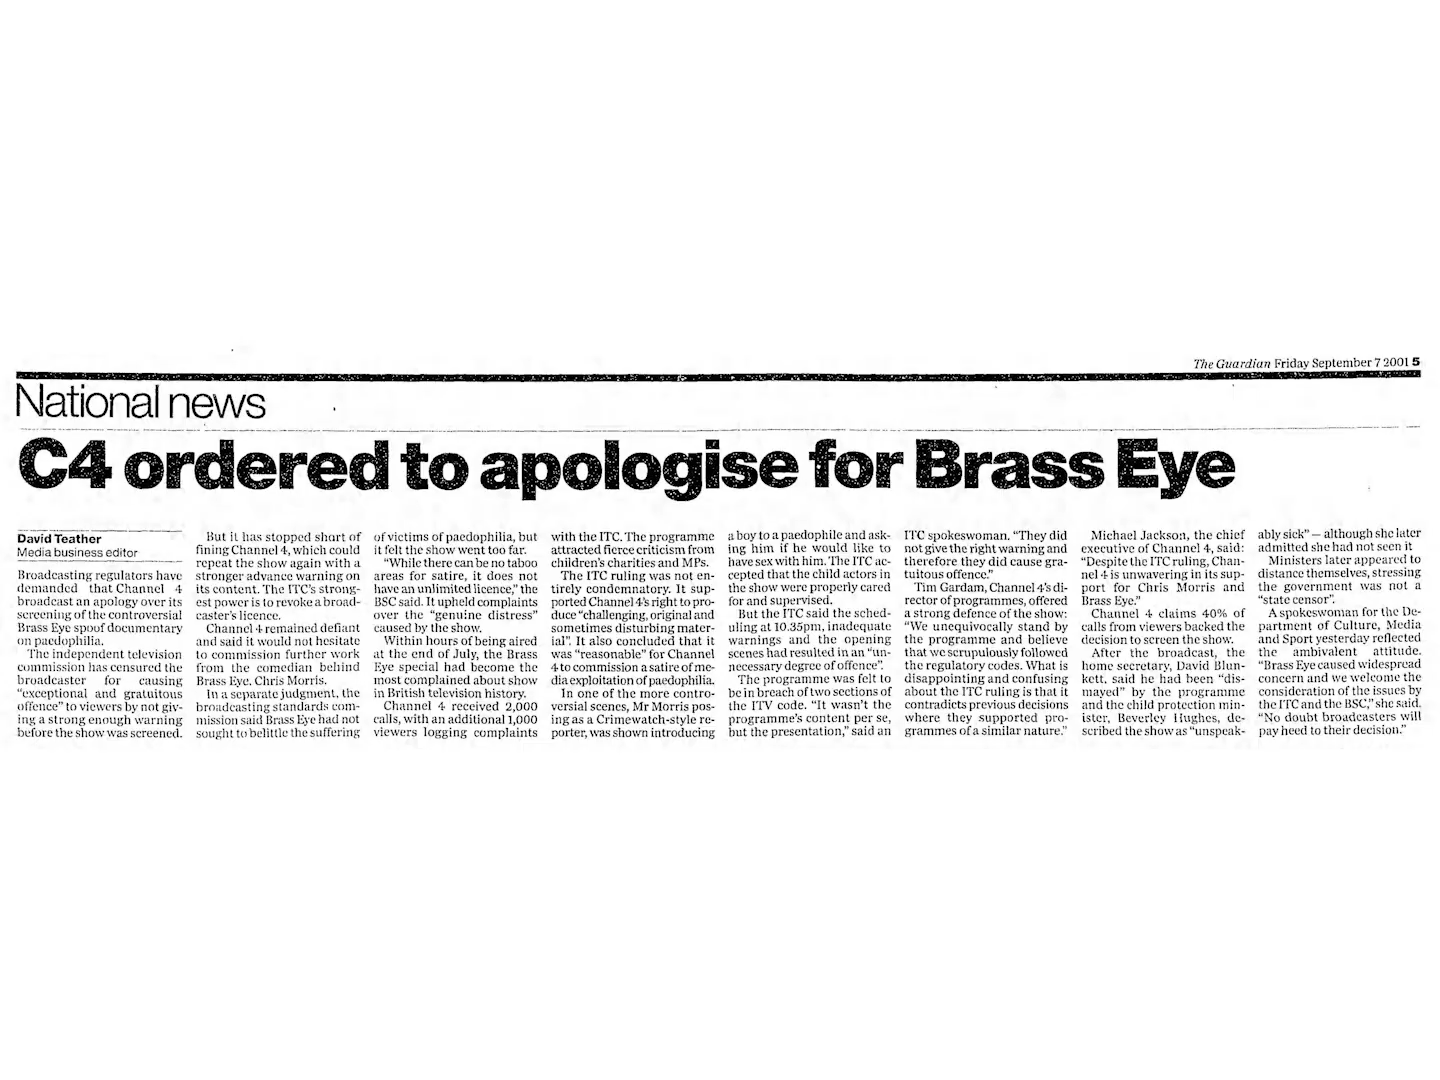 The Guardian Friday September 7 2001 5
National news
C4 ordered to apologise for Brass Eye
David Teather
Media business editor
Broadcasting regulators have
demanded that Channel 4
broadcast an apology over its
screening of the controversial
Brass Eye spouf documentary
on paedophilia.
The independent television
commission has censured the
broadcaster for causing
"exceptional and gratuitous
offence" to viewers by not giv-
ing a strong enough warning
before the show was screened.
But it has stopped short of
fining Channel 4, which could
repeat the show again with a
stronger advance warning on
its content. The ITC's strong-
est power is to revoke a broad-
caster's licence.
Channel 4 remained defiant
and said it would not hesitate
to commission further work
from the comedian behind
Brass Eye, Chris Morris.
In a separate judgment, the
broadcasting standards com-
mission said Brass Eye had not
sought to belittle the suffering
of victims of paedophilia, but
it felt the show went too far.
"While there can be no taboo
areas for satire, it does not
have an unlimited licence," the
BSC said. It upheld complaints
over the "genuine distress"
caused by the show.
Within hours of being aired
at the end of July, the Brass
Eye special had become the
most complained about show
in British television history.
Channel 4 received 2,000
calls, with an additional 1,000
viewers logging complaints
with the ITC. The programme
attracted fierce criticism from
children's charities and MPs.
The ITC ruling was not en-
tirely condemnatory. It sup-
ported Channel 4's right to pro-
duce "challenging, original and
sometimes disturbing mater-
ial". It also concluded that it
was "reasonable" for Channel
4 to commission a satire of me-
dia exploitation of paedophilia.
In one of the more contro-
versial scenes, Mr Morris pos-
ing as a Crimewatch-style re-
porter, was shown introducing
a boy to a paedophile and ask-
ing him if he would like to
have sex with him. The ITC ac-
cepted that the child actors in
the show were properly cared
for and supervised.
But the ITC said the sched-
uling at 10.35pm, inadequate
warnings and the opening
scenes had resulted in an "un-
necessary degree of offence".
The programme was felt to
be in breach of two sections of
the ITV code. "It wasn't the
programme's content per se,
but the presentation," said an
ITC spokeswoman. "They did
not give the right warning and
therefore they did cause gra-
tuitous offence."
Tim Gardam, Channel 4's di-
rector of programmes, offered
a strong defence of the show:
"We unequivocally stand by
the programme and believe
that we scrupulously followed
the regulatory codes. What is
disappointing and confusing
about the ITC ruling is that it
contradicts previous decisions
where they supported pro-
grammes of a similar nature."
Michael Jackson, the chief
executive of Channel 4, said:
"Despite the ITC ruling, Chan-
nel 4 is unwavering in its sup-
port for Chris Morris and
Brass Eye."
Channel 4 claims 40% of
calls from viewers backed the
decision to screen the show.
After the broadcast, the
home secretary, David Blun-
kett, said he had been "dis-
mayed" by the programme
and the child protection min-
ister, Beverley Hughes, de-
scribed the show as "unspeak-
ably sick" — although she later
admitted she had not seen it
Ministers later appeared to
distance themselves, stressing
the government was not a
"state censor".
A spokeswoman for the De-
partment of Culture, Media
and Sport yesterday reflected
the ambivalent attitude.
"Brass Eye caused widespread
concern and we welcome the
consideration of the issues by
the ITC and the BSC," she said.
"No doubt broadcasters will
pay heed to their decision."